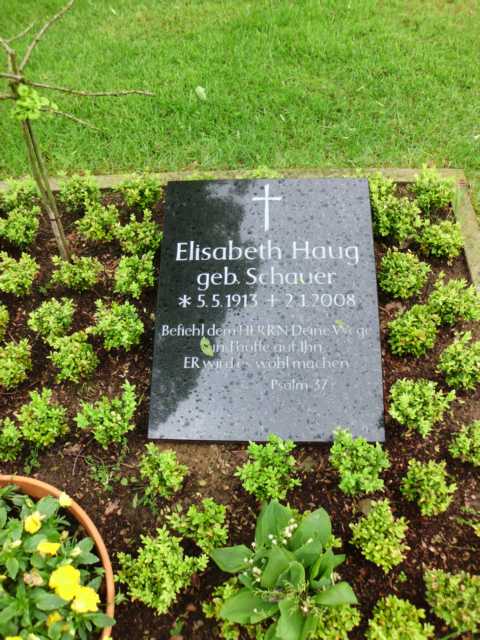 Elisabeth Haug
geb. Schauer
* 5.5.1913 + 2.1.2008
Befiehl dem HERRN Deine Wege
und hoffe auf Ihn
ER wird es wohl machen
Psalm 37